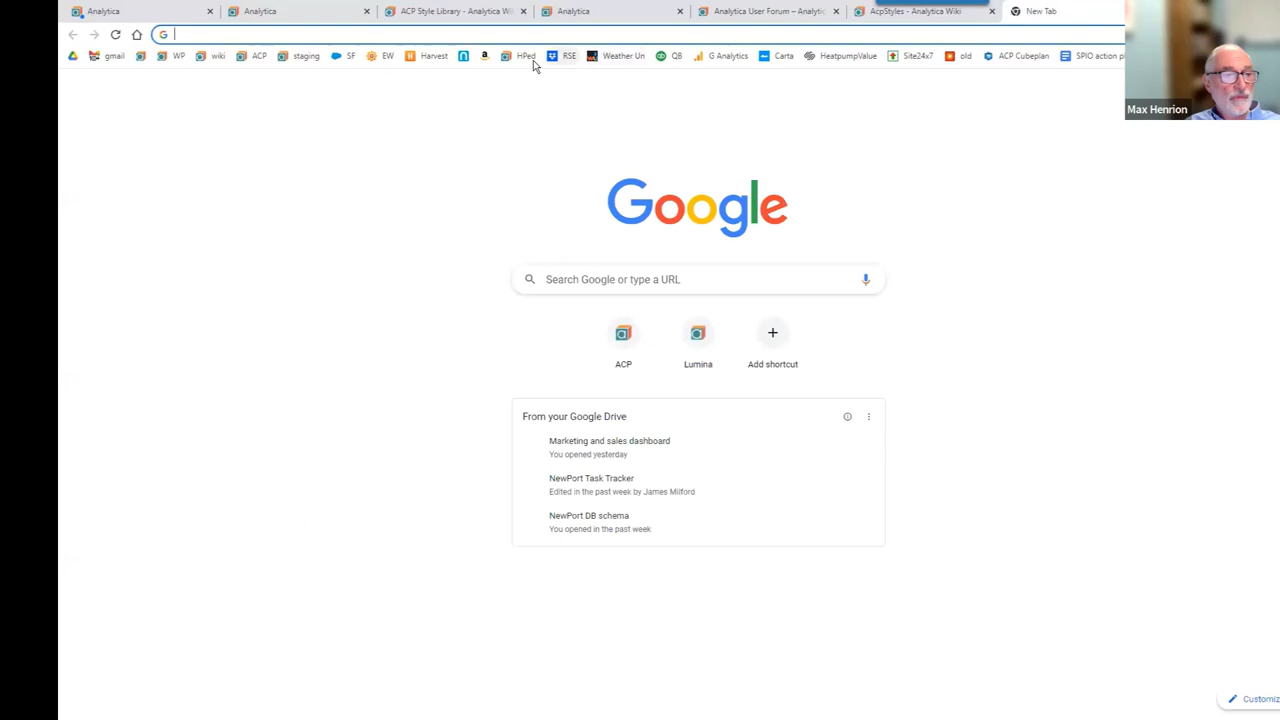 Analytica
Analytica
ACP Style Library - Analytica Wi
Analytica
Analytica User Forum – Analytic
AcpStyles - Analytica Wiki
New Tab
gmail
WP
wiki
ACP
staging
SF
EW
Harvest
HPed
RSE
Weather Un
QB
G Analytics
Carta
HeatpumpValue
Site24x7
old
ACP Cubeplan
SPIO action p
Max Henrion
Google
Search Google or type a URL
ACP
Lumina
Add shortcut
From your Google Drive
Marketing and sales dashboard
You opened yesterday
NewPort Task Tracker
Edited in the past week by James Milford
NewPort DB schema
You opened in the past week
Customiz